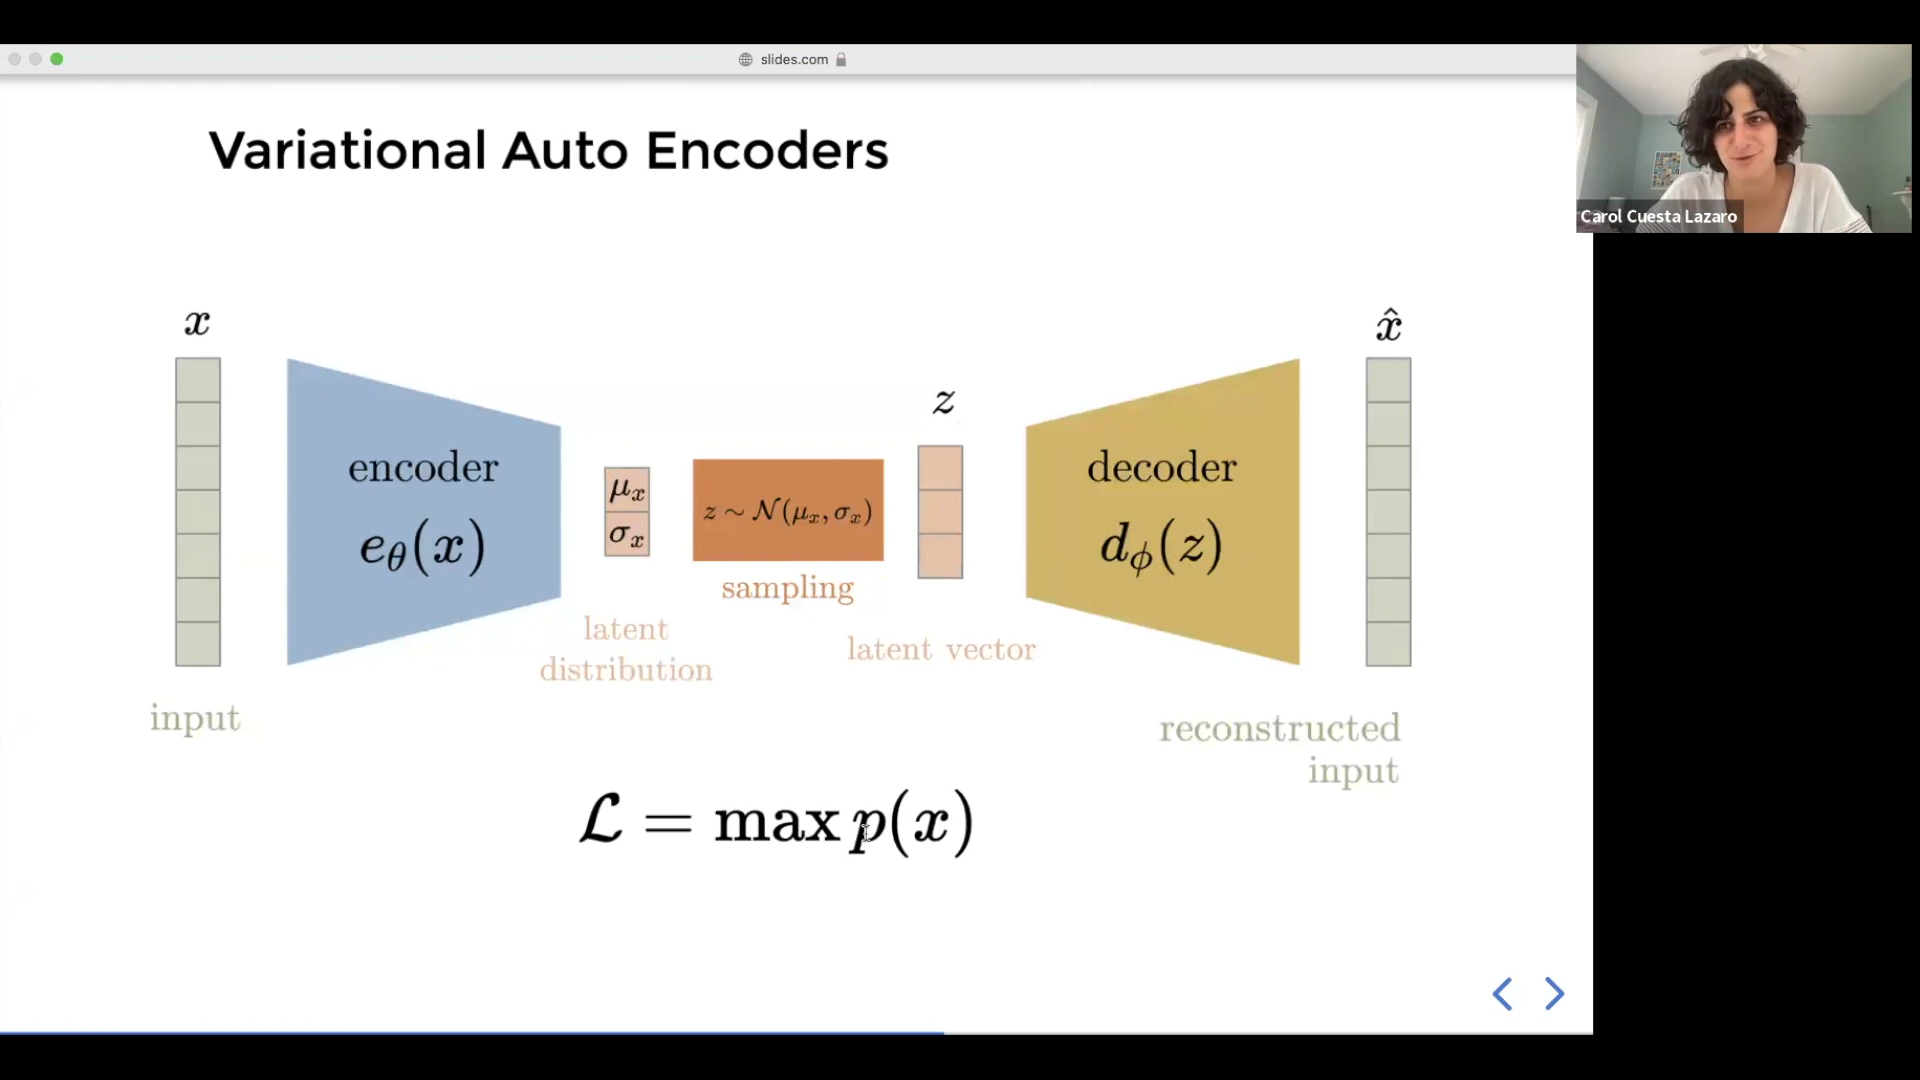 slides.com
Variational Auto Encoders
Carol Cuesta Lazaro
x
x̂
z
encoder
e_θ(x)
μ_x
σ_x
z ∼ 𝒩(μ_x, σ_x)
decoder
d_ϕ(z)
sampling
latent
distribution
latent vector
input
reconstructed
input
ℒ = max p(x)